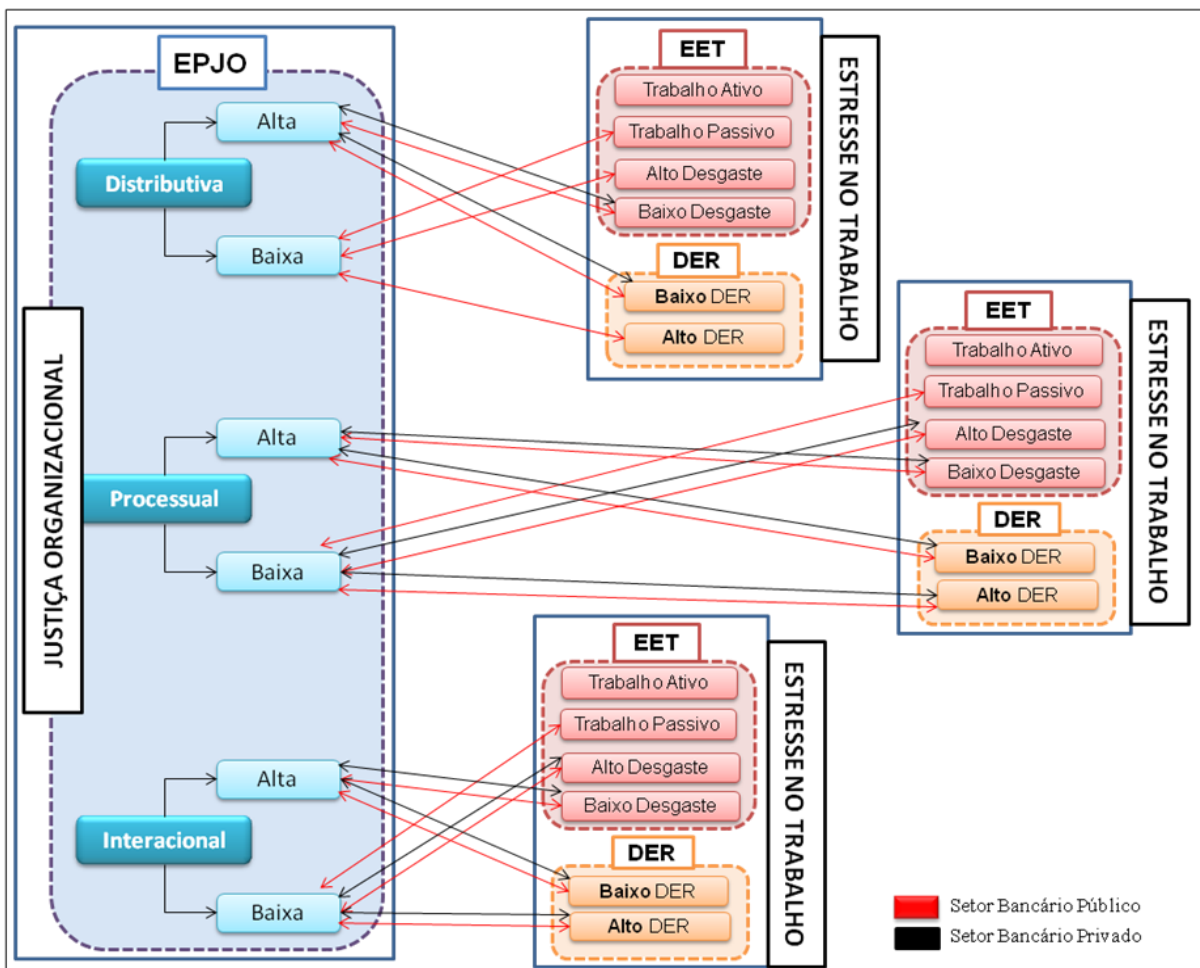 JUSTIÇA ORGANIZACIONAL
EPJO
Distributiva
Alta
Baixa
EET
Trabalho Ativo
Trabalho Passivo
Alto Desgaste
Baixo Desgaste
DER
Baixo DER
Alto DER
ESTRESSE NO TRABALHO
Processual
Alta
Baixa
EET
Trabalho Ativo
Trabalho Passivo
Alto Desgaste
Baixo Desgaste
DER
Baixo DER
Alto DER
ESTRESSE NO TRABALHO
Interacional
Alta
Baixa
EET
Trabalho Ativo
Trabalho Passivo
Alto Desgaste
Baixo Desgaste
DER
Baixo DER
Alto DER
ESTRESSE NO TRABALHO
Setor Bancário Público
Setor Bancário Privado